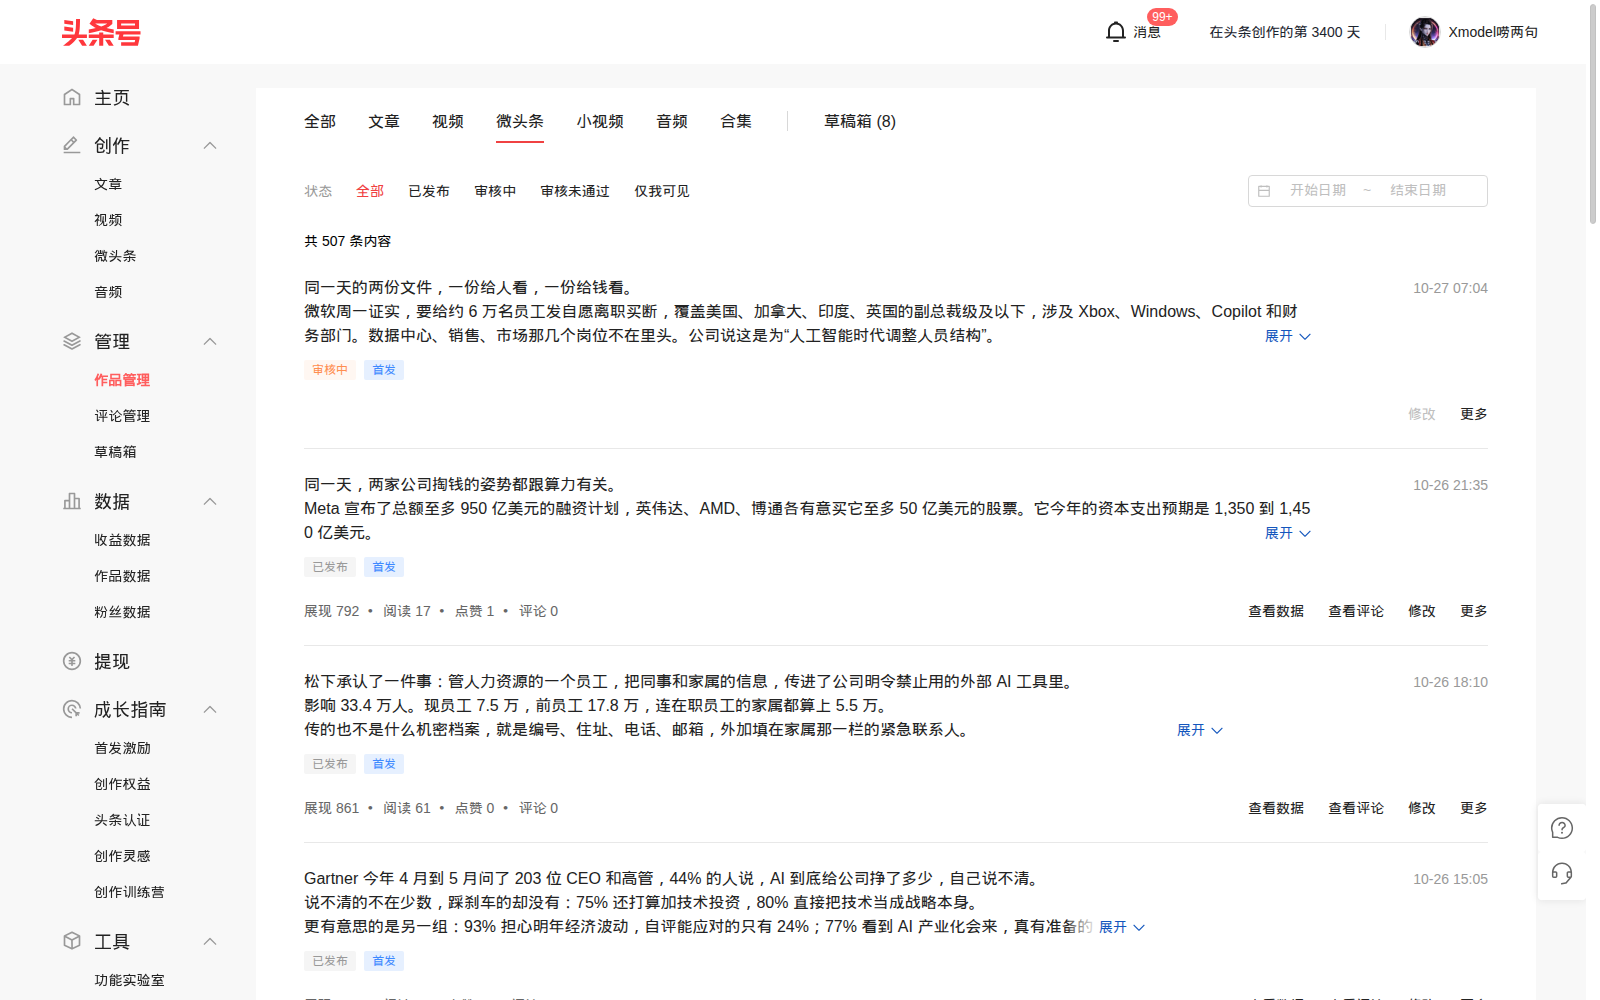 头条号
消息
99+
在头条创作的第 3400 天
Xmodel唠两句
主页
创作
文章
视频
微头条
音频
管理
作品管理
评论管理
草稿箱
数据
收益数据
作品数据
粉丝数据
提现
成长指南
首发激励
创作权益
头条认证
创作灵感
创作训练营
工具
功能实验室
全部 文章 视频 微头条 小视频 音频 合集 草稿箱 (8)
状态 全部 已发布 审核中 审核未通过 仅我可见
开始日期 ~ 结束日期
共 507 条内容
同一天的两份文件，一份给人看，一份给钱看。
10-27 07:04
微软周一证实，要给约 6 万名员工发自愿离职买断，覆盖美国、加拿大、印度、英国的副总裁级及以下，涉及 Xbox、Windows、Copilot 和财
务部门。数据中心、销售、市场那几个岗位不在里头。公司说这是为“人工智能时代调整人员结构”。
展开
审核中 首发
修改 更多
同一天，两家公司掏钱的姿势都跟算力有关。
10-26 21:35
Meta 宣布了总额至多 950 亿美元的融资计划，英伟达、AMD、博通各有意买它至多 50 亿美元的股票。它今年的资本支出预期是 1,350 到 1,45
0 亿美元。
展开
已发布 首发
展现 792 • 阅读 17 • 点赞 1 • 评论 0
查看数据 查看评论 修改 更多
松下承认了一件事：管人力资源的一个员工，把同事和家属的信息，传进了公司明令禁止用的外部 AI 工具里。
10-26 18:10
影响 33.4 万人。现员工 7.5 万，前员工 17.8 万，连在职员工的家属都算上 5.5 万。
传的也不是什么机密档案，就是编号、住址、电话、邮箱，外加填在家属那一栏的紧急联系人。
展开
已发布 首发
展现 861 • 阅读 61 • 点赞 0 • 评论 0
查看数据 查看评论 修改 更多
Gartner 今年 4 月到 5 月问了 203 位 CEO 和高管，44% 的人说，AI 到底给公司挣了多少，自己说不清。
10-26 15:05
说不清的不在少数，踩刹车的却没有：75% 还打算加技术投资，80% 直接把技术当成战略本身。
更有意思的是另一组：93% 担心明年经济波动，自评能应对的只有 24%；77% 看到 AI 产业化会来，真有准备的
展开
已发布 首发